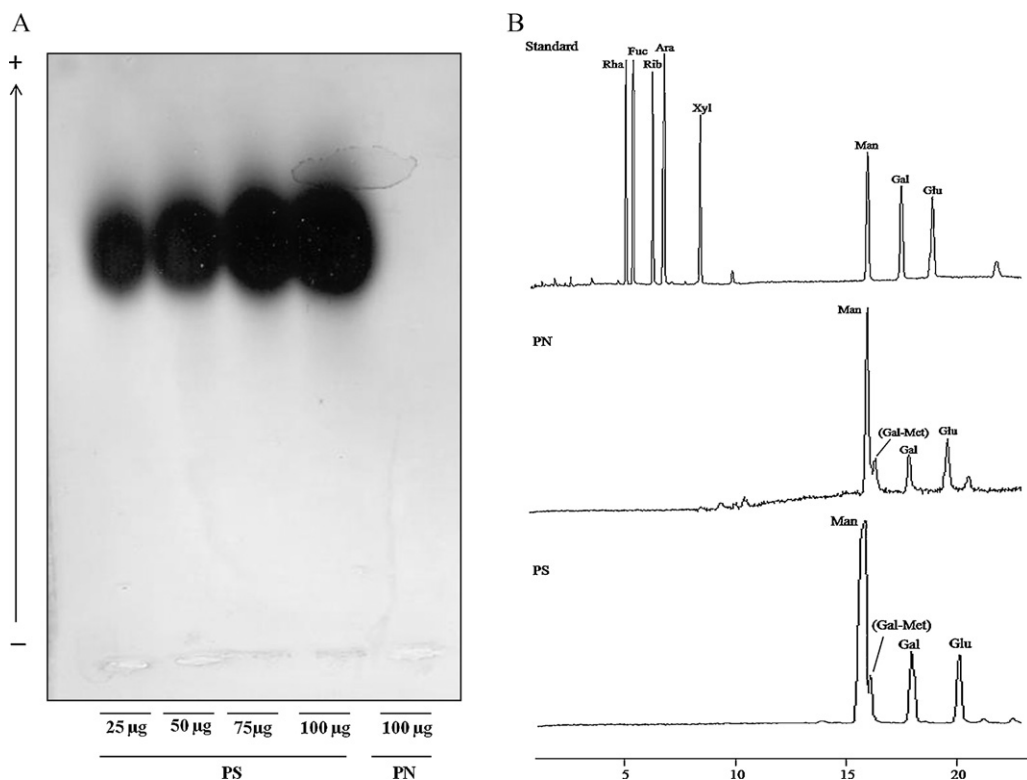 A
+
−
25 µg 50 µg 75µg 100 µg 100 µg
PS PN
B
Standard
Rha Fuc Rib Ara
Xyl
Man
Gal
Glu
PN
Man
(Gal-Met)
Gal
Glu
PS
Man
(Gal-Met)
Gal
Glu
5 10 15 20